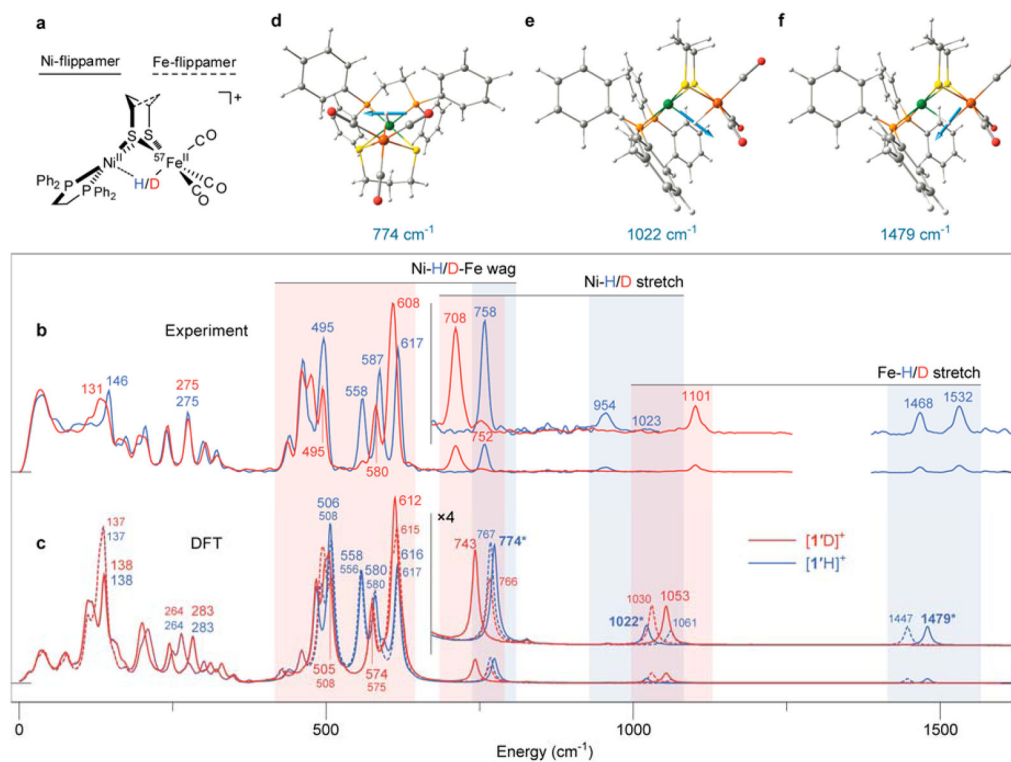 a
Ni-flippamer
Fe-flippamer
S S
+
Ni II
57 Fe II
CO
CO
CO
Ph2P
P
Ph2
Ph2
H/D
d
774 cm-1
e
1022 cm-1
f
1479 cm-1
Ni-H/D-Fe wag
Ni-H/D stretch
Fe-H/D stretch
b
Experiment
131
146
275
275
495
495
558
587
580
608
617
708
758
752
954
1023
1101
1468
1532
c
DFT
137
137
138
138
264
264
283
283
506
508
505
508
558
556
580
580
574
575
612
615
616
617
×4
743
767
774*
766
1022*
1030
1053
1061
1447
1479*
[1'D]+
[1'H]+
0
500
1000
1500
Energy (cm-1)